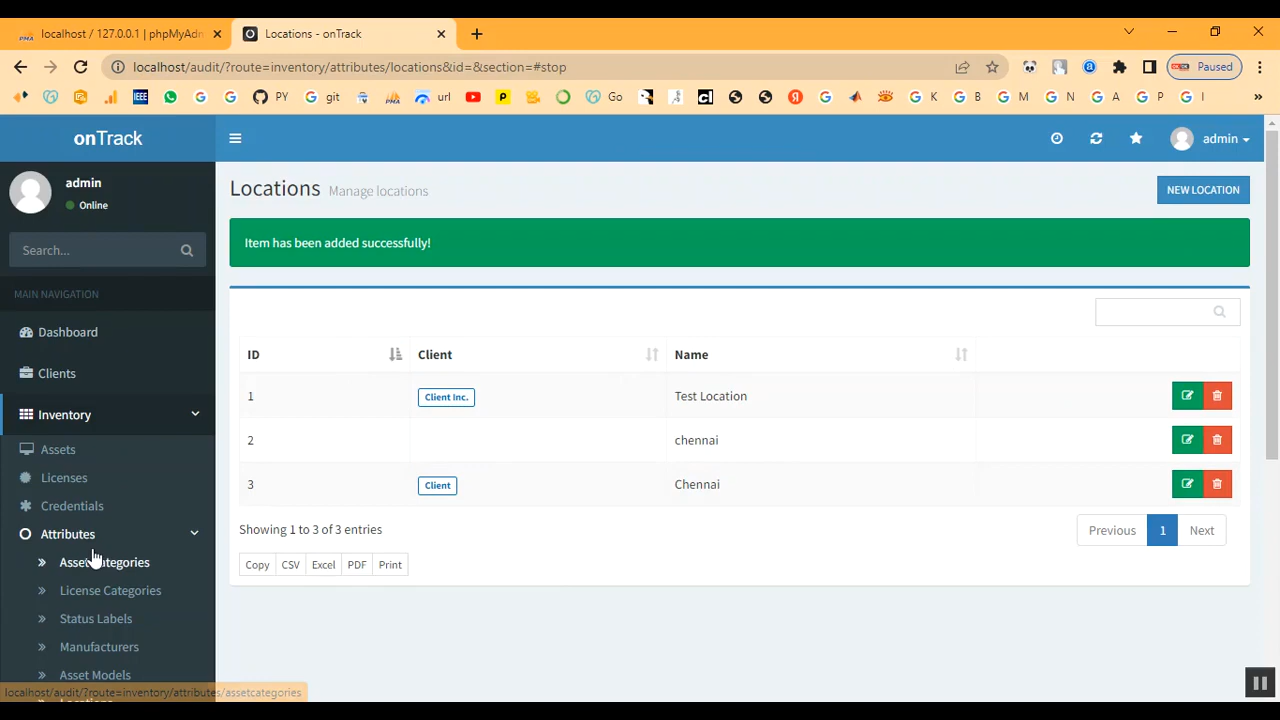 localhost / 127.0.0.1 | phpMyAdn
Locations - onTrack
localhost/audit/?route=inventory/attributes/locations&id=&section=#stop
Paused
IEEE
PY
git
url
Go
K
B
M
N
A
P
I
onTrack
admin
admin
Online
Locations Manage locations
NEW LOCATION
Search...
Item has been added successfully!
MAIN NAVIGATION
Dashboard
Clients
Inventory
Assets
Licenses
Credentials
Attributes
Asset Categories
License Categories
Status Labels
Manufacturers
Asset Models
Locations
ID Client Name
1 Client Inc. Test Location
2 chennai
3 Client Chennai
Showing 1 to 3 of 3 entries
Previous 1 Next
Copy CSV Excel PDF Print
localhost/audit/?route=inventory/attributes/assetcategories